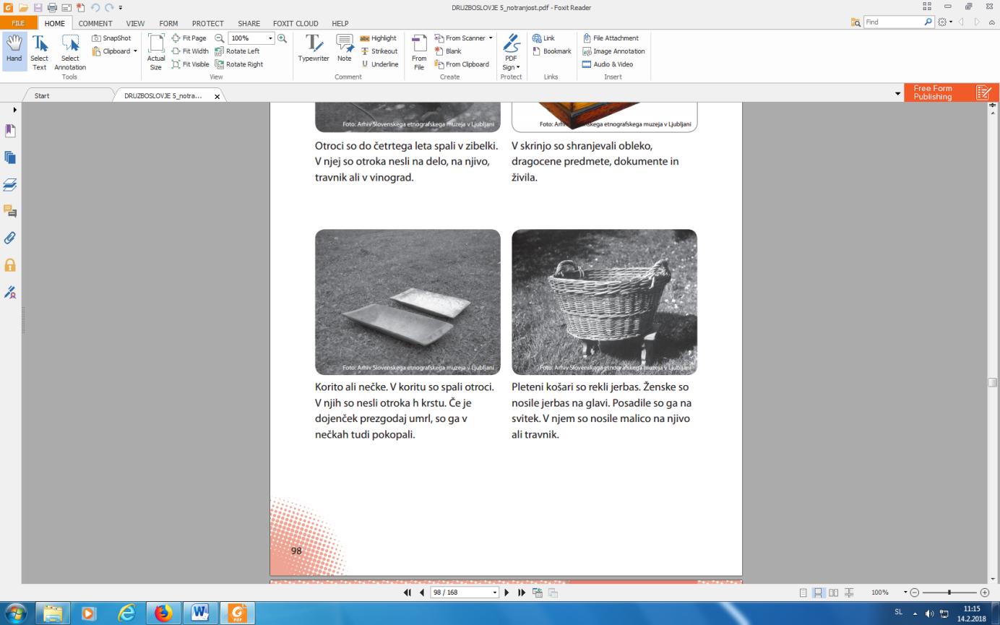 DRUZBOSLOVJE 5_notranjost.pdf - Foxit Reader
FILE HOME COMMENT VIEW FORM PROTECT SHARE FOXIT CLOUD HELP
Find
Hand
Select Text
Select Annotation
SnapShot
Clipboard
Tools
Actual Size
Fit Page
Fit Width
Fit Visible
100%
Rotate Left
Rotate Right
View
Typewriter
Note
Highlight
Strikeout
Underline
Comment
From File
From Scanner
Blank
From Clipboard
Create
PDF Sign
Protect
Link
Bookmark
Links
File Attachment
Image Annotation
Audio & Video
Insert
Start
DRUZBOSLOVJE 5_notra...
Free Form
Publishing
Foto: Arhiv Slovenskega etnografskega muzeja v Ljubljani
Otroci so do četrtega leta spali v zibelki.
V njej so otroka nesli na delo, na njivo,
travnik ali v vinograd.
Foto: Arhiv Slovenskega etnografskega muzeja v Ljubljani
V skrinjo so shranjevali obleko,
dragocene predmete, dokumente in
živila.
Foto: Arhiv Slovenskega etnografskega muzeja v Ljubljani
Korito ali nečke. V koritu so spali otroci.
V njih so nesli otroka h krstu. Če je
dojenček prezgodaj umrl, so ga v
nečkah tudi pokopali.
Foto: Arhiv Slovenskega etnografskega muzeja v Ljubljani
Pleteni košari so rekli jerbas. Ženske so
nosile jerbas na glavi. Posadile so ga na
svitek. V njem so nosile malico na njivo
ali travnik.
98
98 / 168
100%
SL
11:15
14.2.2018